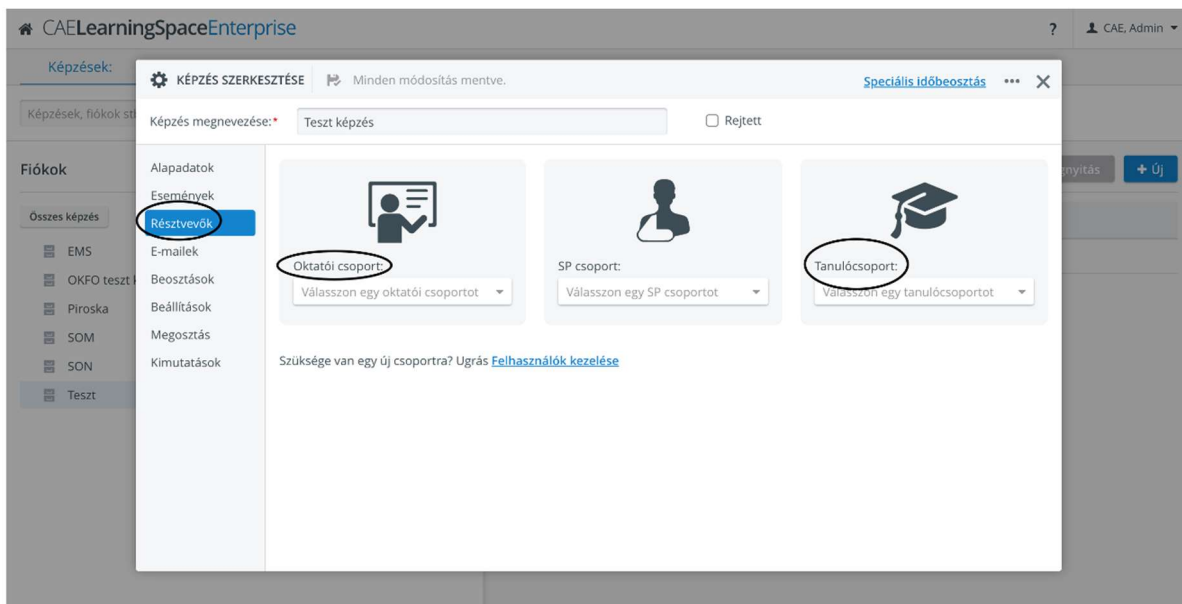 CAELearningSpaceEnterprise
? CAE, Admin
Képzések:
KÉPZÉS SZERKESZTÉSE Minden módosítás mentve. Speciális időbeosztás
Képzések, fiókok
Képzés megnevezése:* Teszt képzés Rejtett
Fiókok
+ Új
Összes képzés
EMS
OKFO teszt
Piroska
SOM
SON
Teszt
Alapadatok
Események
Résztvevők
E-mailek
Beosztások
Beállítások
Megosztás
Kimutatások
Oktatói csoport:
Válasszon egy oktatói csoportot
SP csoport:
Válasszon egy SP csoportot
Tanulócsoport:
Válasszon egy tanulócsoportot
Szüksége van egy új csoportra? Ugrás Felhasználók kezelése